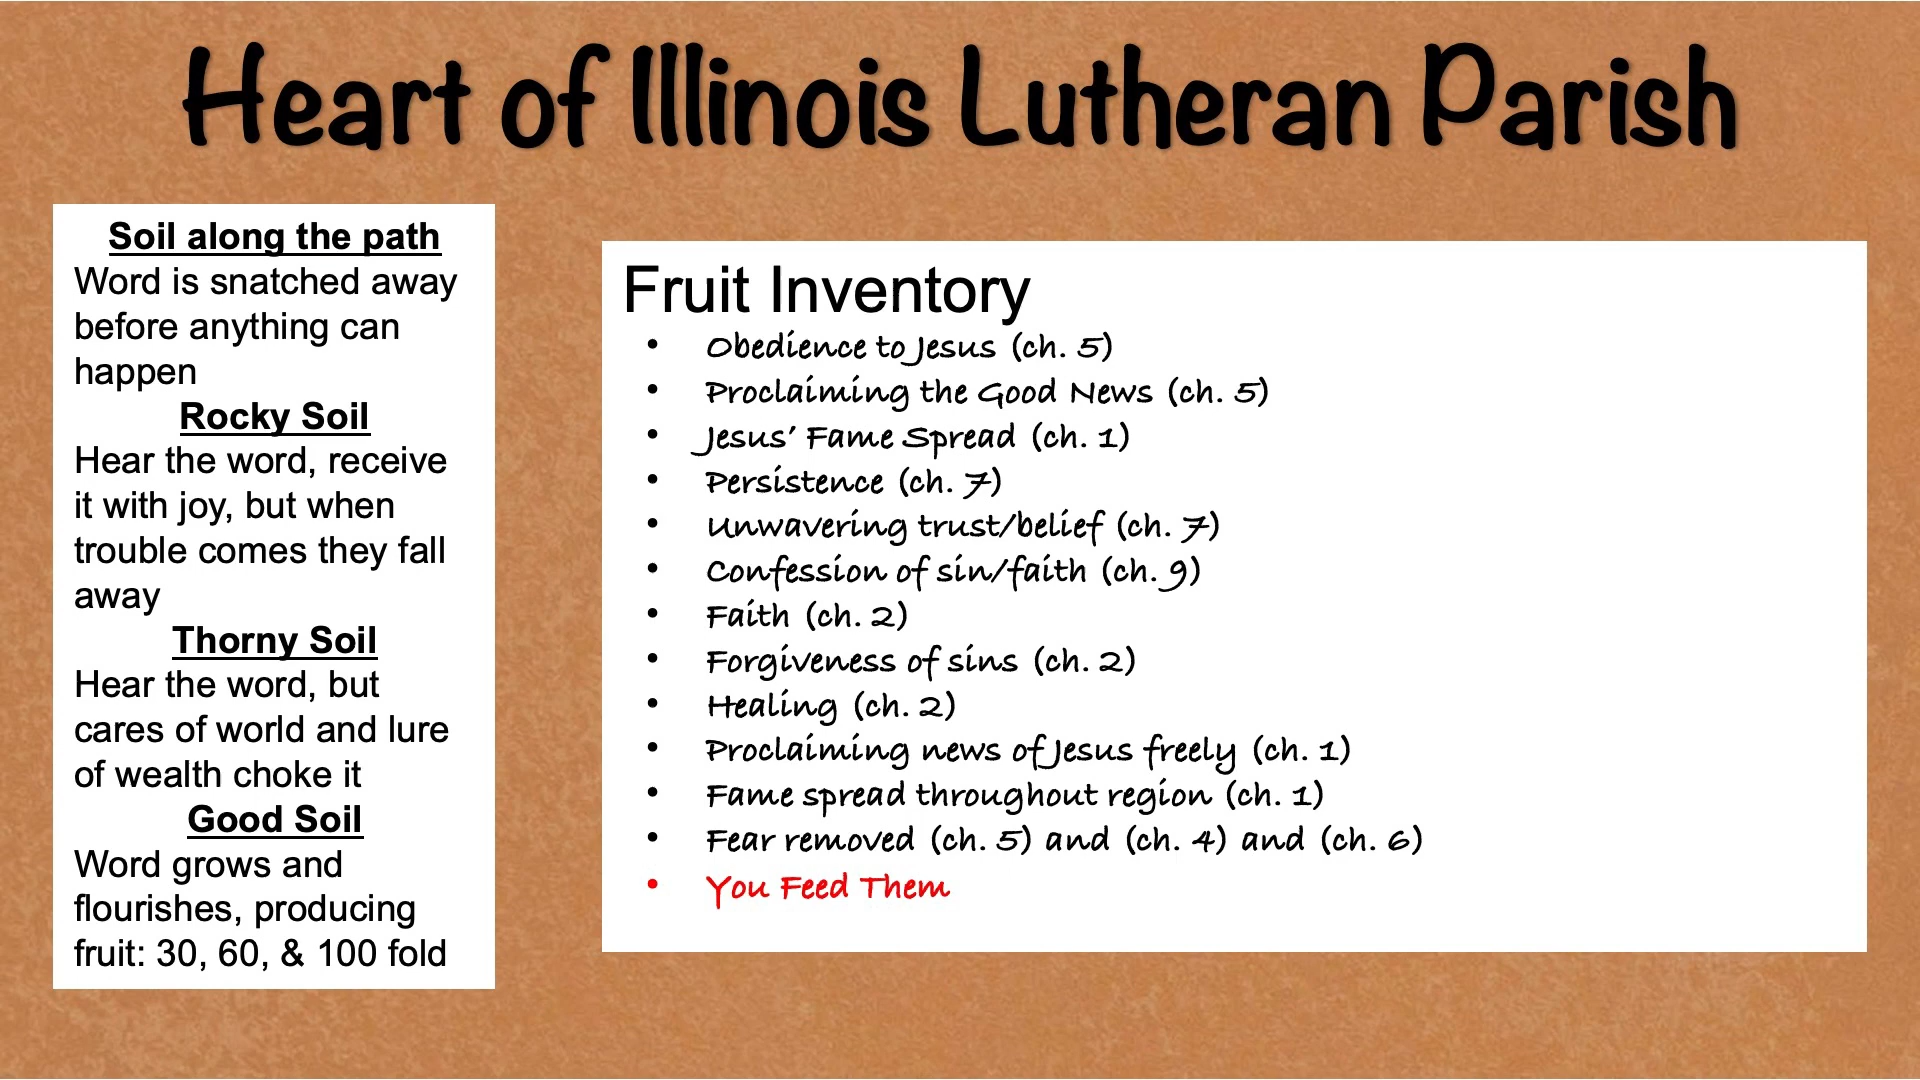 Heart of Illinois Lutheran Parish
Soil along the path
Word is snatched away
before anything can
happen
Rocky Soil
Hear the word, receive
it with joy, but when
trouble comes they fall
away
Thorny Soil
Hear the word, but
cares of world and lure
of wealth choke it
Good Soil
Word grows and
flourishes, producing
fruit: 30, 60, & 100 fold
Fruit Inventory
• Obedience to Jesus (ch. 5)
• Proclaiming the Good News (ch. 5)
• Jesus’ Fame Spread (ch. 1)
• Persistence (ch. 7)
• Unwavering trust/belief (ch. 7)
• Confession of sin/faith (ch. 9)
• Faith (ch. 2)
• Forgiveness of sins (ch. 2)
• Healing (ch. 2)
• Proclaiming news of Jesus freely (ch. 1)
• Fame spread throughout region (ch. 1)
• Fear removed (ch. 5) and (ch. 4) and (ch. 6)
• You Feed Them